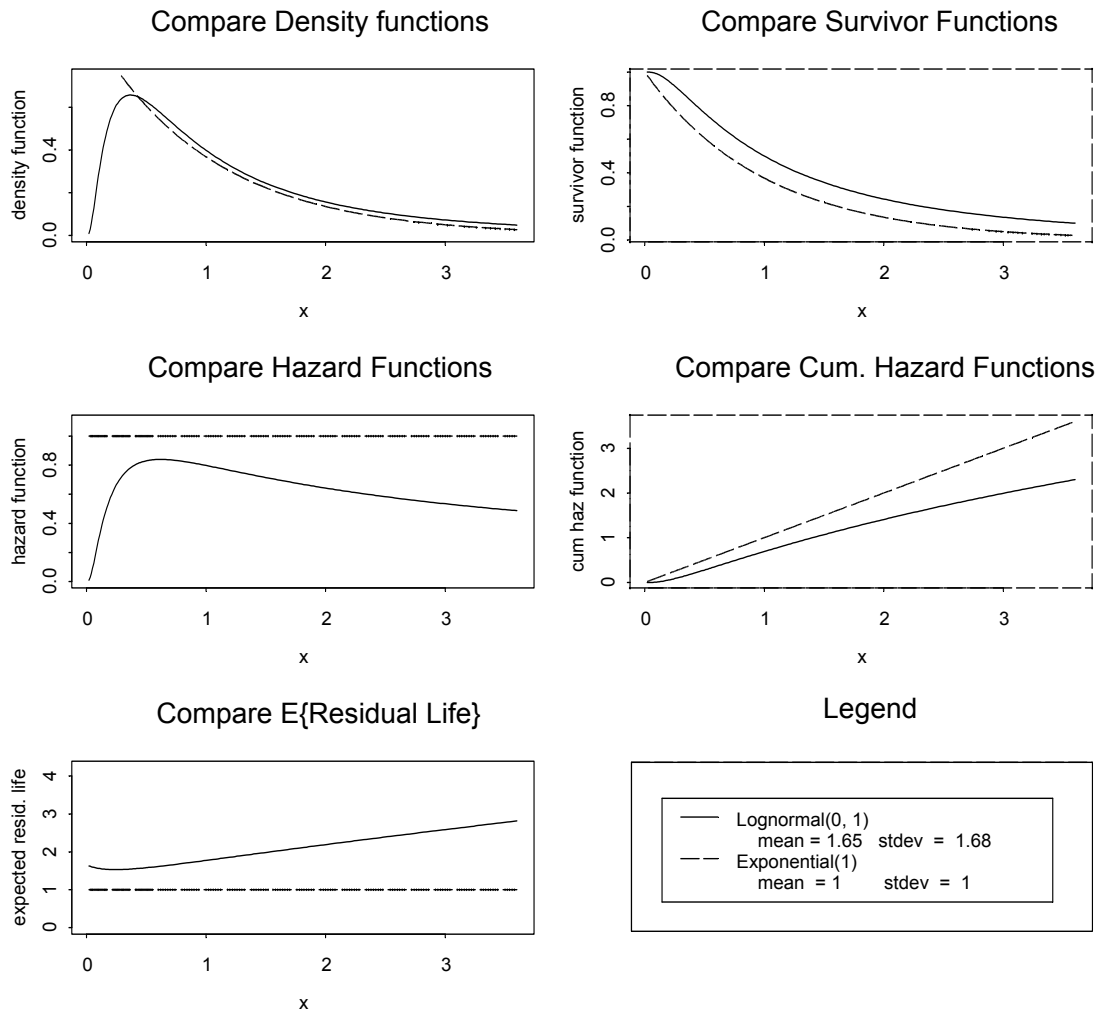 Compare Density functions
density function
0.0 0.4
0 1 2 3
x
Compare Survivor Functions
survivor function
0.0 0.4 0.8
0 1 2 3
x
Compare Hazard Functions
hazard function
0.0 0.4 0.8
0 1 2 3
x
Compare Cum. Hazard Functions
cum haz function
0 1 2 3
0 1 2 3
x
Compare E{Residual Life}
expected resid. life
0 1 2 3 4
0 1 2 3
x
Legend
Lognormal(0, 1)
mean = 1.65 stdev = 1.68
Exponential(1)
mean = 1 stdev = 1